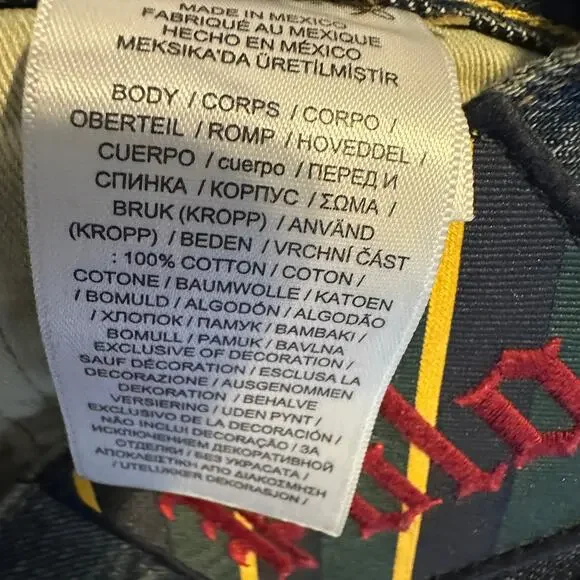 MADE IN MEXICO
FABRIQUÉ AU MEXIQUE
HECHO EN MÉXICO
MEKSIKA'DA ÜRETİLMİŞTİR
BODY / CORPS / CORPO /
OBERTEIL / ROMP / HOVEDDEL /
CUERPO / cuerpo / ПЕРЕД И
СПИНКА / КОРПУС / ΣΩΜΑ /
BRUK (KROPP) / ANVÄND
(KROPP) / BEDEN / VRCHNÍ ČÁST
: 100% COTTON / COTON /
COTONE / BAUMWOLLE / KATOEN
/ BOMULD / ALGODÓN / ALGODÃO
/ ХЛОПОК / ПАМУК / BAMBAKI /
BOMULL / PAMUK / BAVLNA
EXCLUSIVE OF DECORATION /
SAUF DÉCORATION / ESCLUSA LA
DECORAZIONE / AUSGENOMMEN
DEKORATION / BEHALVE
VERSIERING / UDEN PYNT /
EXCLUSIVO DE LA DECORACIÓN /
NÃO INCLUI DECORAÇÃO / ЗА
ИСКЛЮЧЕНИЕМ ДЕКОРАТИВНОЙ
ОТДЕЛКИ / БЕЗ УКРАСАТА /
ΑΠΟΚΛΕΙΣΤΙΚΗ ΑΠΟ ΔΙΑΚΟΣΜΗΣΗ
/ UTELUKKER DEKORASJON /